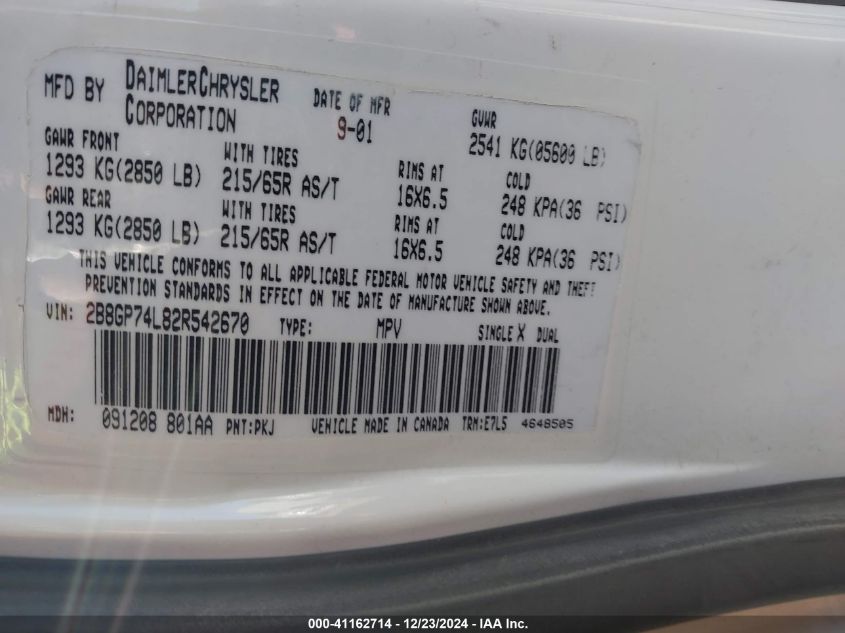 MFD BY DAIMLERCHRYSLER CORPORATION DATE OF MFR 9-01 GVWR 2541 KG(05600 LB)
GAWR FRONT WITH TIRES RIMS AT COLD
1293 KG(2850 LB) 215/65R AS/T 16X6.5 248 KPA(36 PSI)
GAWR REAR WITH TIRES RIMS AT COLD
1293 KG(2850 LB) 215/65R AS/T 16X6.5 248 KPA(36 PSI)
THIS VEHICLE CONFORMS TO ALL APPLICABLE FEDERAL MOTOR VEHICLE SAFETY AND THEFT
PREVENTION STANDARDS IN EFFECT ON THE DATE OF MANUFACTURE SHOWN ABOVE.
VIN: 2B8GP74L82R542670 TYPE: MPV SINGLE X DUAL
MDH: 091208 801AA PNT:PKJ VEHICLE MADE IN CANADA TRM:E7L5 4648505
000-41162714 - 12/23/2024 - IAA Inc.